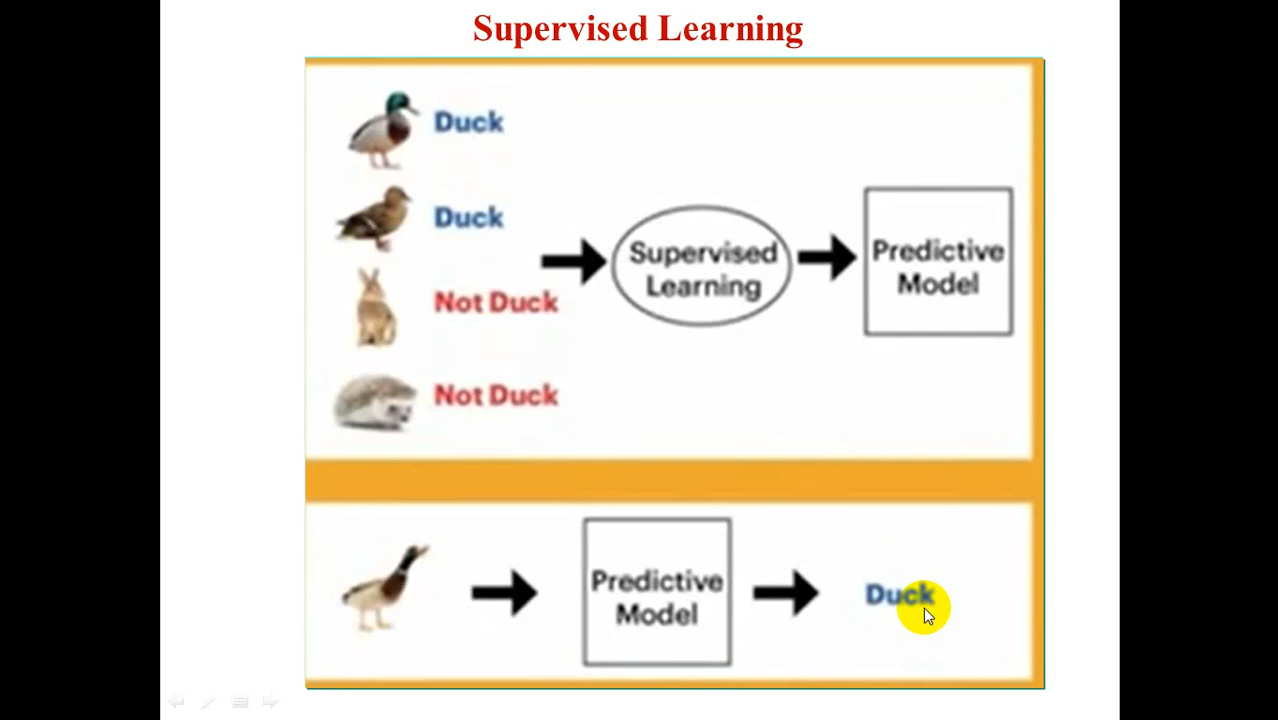 Supervised Learning
Duck
Duck
Not Duck
Not Duck
Supervised
Learning
Predictive
Model
Predictive
Model
Duck